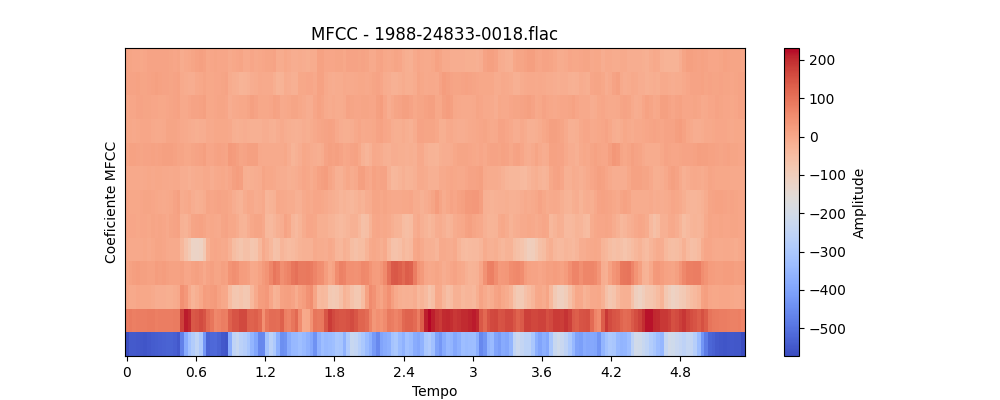 MFCC - 1988-24833-0018.flac
Coeficiente MFCC
0 0.6 1.2 1.8 2.4 3 3.6 4.2 4.8
Tempo
200
100
0
−100
−200
−300
−400
−500
Amplitude